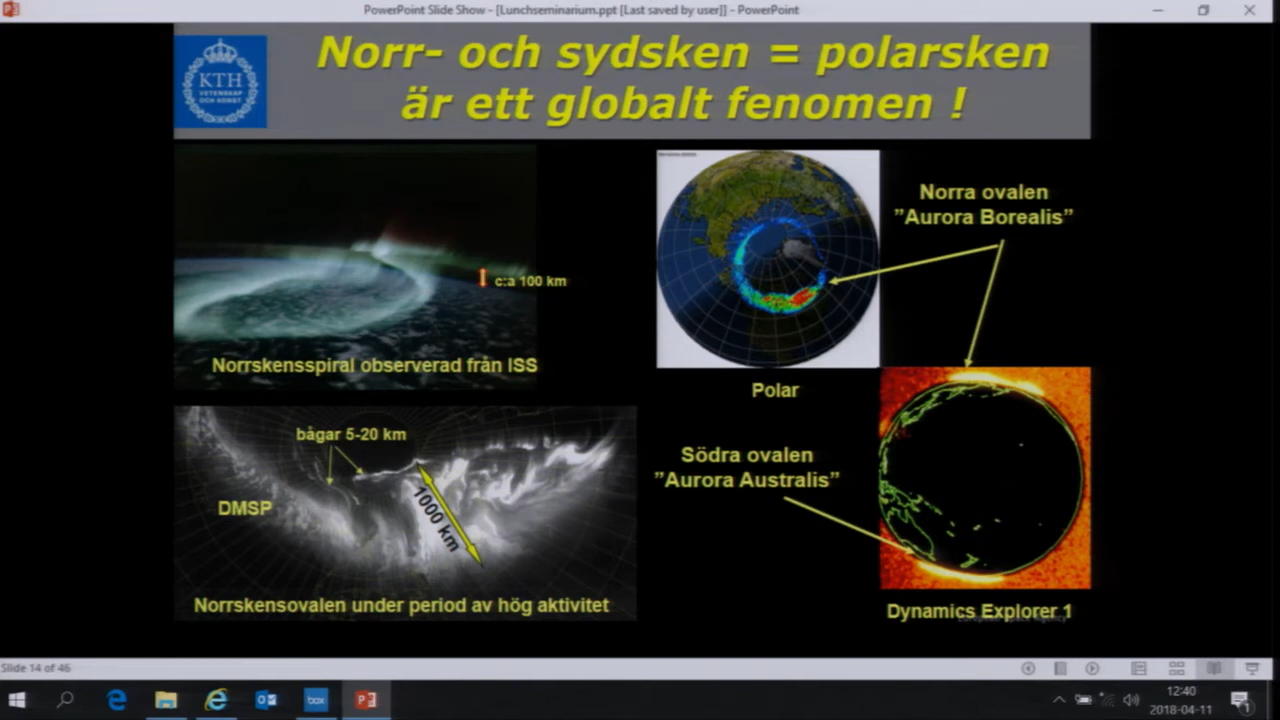 PowerPoint Slide Show - [Lunchseminarium.ppt [Last saved by user]] - PowerPoint
Norr- och sydsken = polarsken
är ett globalt fenomen !
KTH
VETENSKAP
OCH KONST
c:a 100 km
Norrskensspiral observerad från ISS
Norra ovalen
”Aurora Borealis”
Polar
bågar 5-20 km
DMSP
1000 km
Norrskensovalen under period av hög aktivitet
Södra ovalen
”Aurora Australis”
Dynamics Explorer 1
Slide 14 of 46
box
12:40
2018-04-11
1